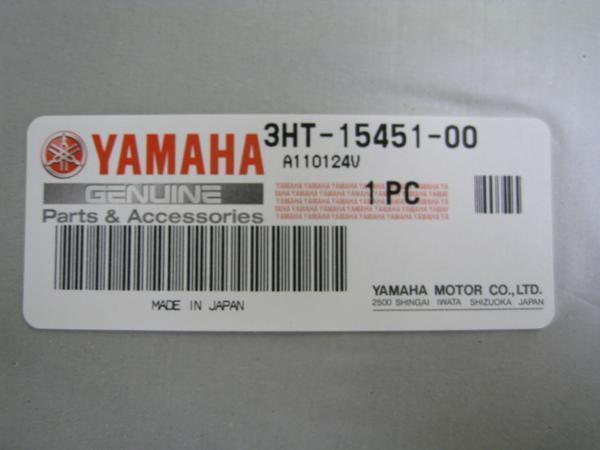 YAMAHA 3HT-15451-00
A110124V
GENUINE
Parts & Accessories
1 PC
MADE IN JAPAN
YAMAHA MOTOR CO., LTD.
2500 SHINGAI IWATA SHIZUOKA JAPAN